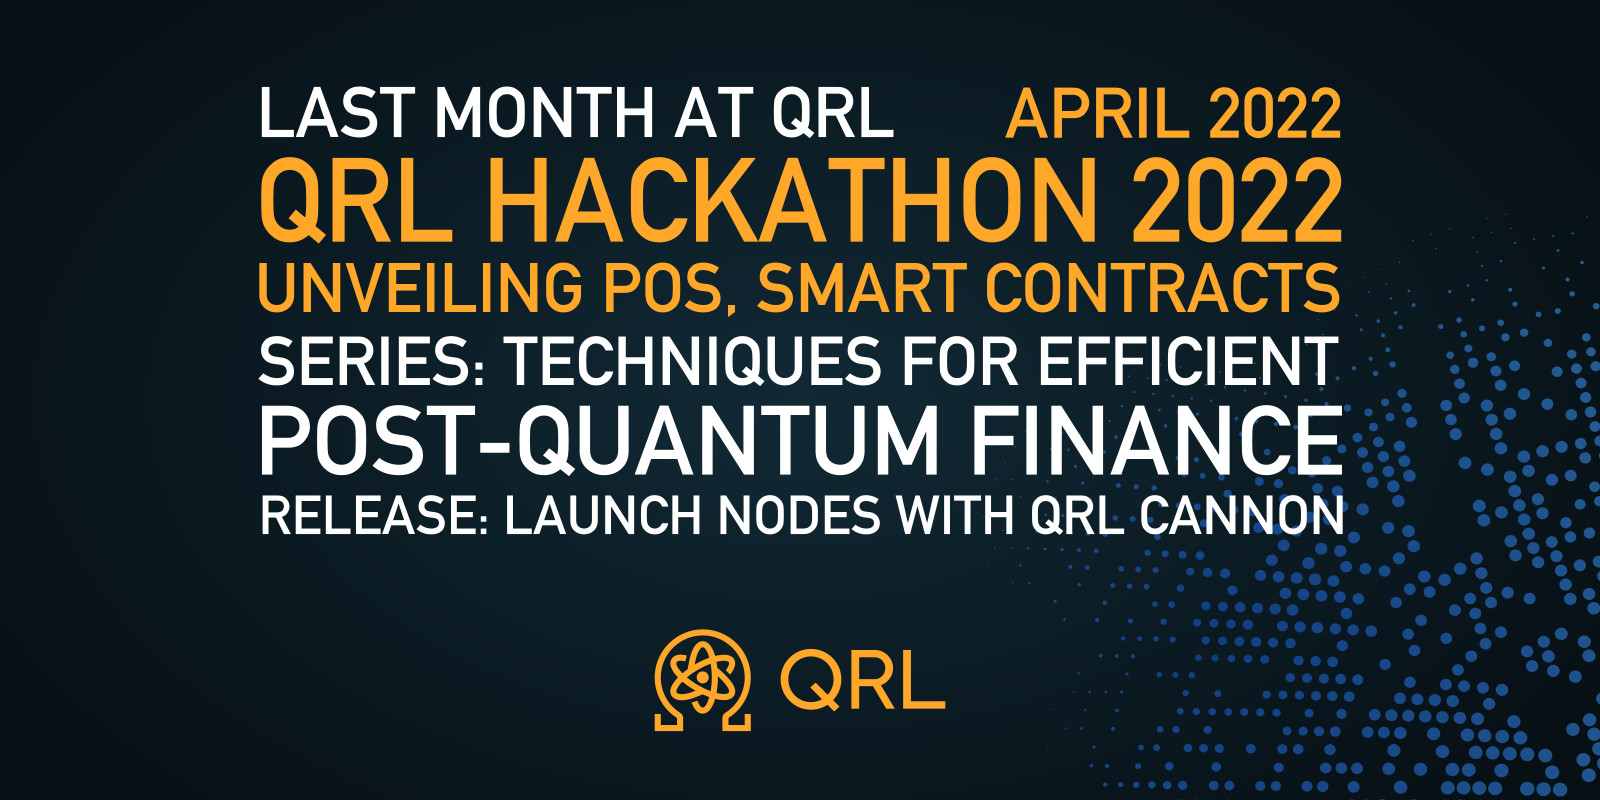 LAST MONTH AT QRL APRIL 2022
QRL HACKATHON 2022
UNVEILING POS, SMART CONTRACTS
SERIES: TECHNIQUES FOR EFFICIENT
POST-QUANTUM FINANCE
RELEASE: LAUNCH NODES WITH QRL CANNON
QRL